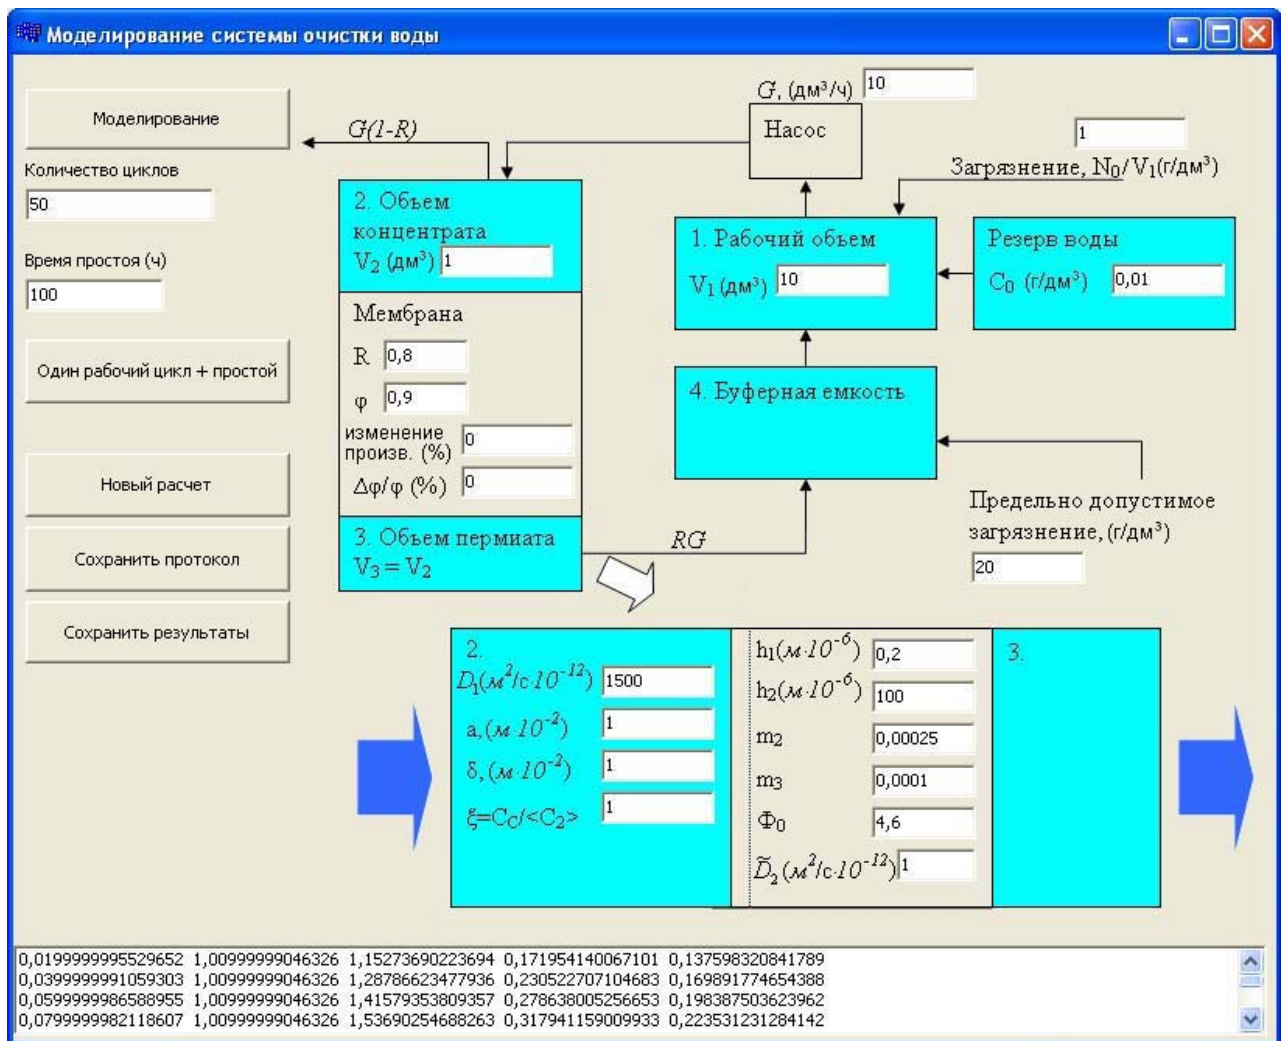 Моделирование системы очистки воды
Моделирование
Количество циклов
50
Время простоя (ч)
100
Один рабочий цикл + простой
Новый расчет
Сохранить протокол
Сохранить результаты
G(1-R)
G, (дм³/ч) 10
Насос
1
Загрязнение, N₀/V₁(г/дм³)
2. Объем
концентрата
V₂ (дм³) 1
Мембрана
R 0,8
φ 0,9
изменение
произв. (%) 0
Δφ/φ (%) 0
3. Объем пермиата
V₃ = V₂
RG
1. Рабочий объем
V₁ (дм³) 10
Резерв воды
C₀ (г/дм³) 0,01
4. Буферная емкость
Предельно допустимое
загрязнение, (г/дм³)
20
2.
D₁(м²/с·10⁻¹²) 1500
a,(м·10⁻²) 1
δ,(м·10⁻²) 1
ξ=C_C/<C₂> 1
h₁(м·10⁻⁶) 0,2
h₂(м·10⁻⁶) 100
m₂ 0,00025
m₃ 0,0001
Φ₀ 4,6
D̃₂(м²/с·10⁻¹²) 1
3.
0,0199999995529652 1,00999999046326 1,15273690223694 0,171954140067101 0,137598320841789
0,0399999991059303 1,00999999046326 1,28786623477936 0,230522707104683 0,169891774654388
0,0599999986588955 1,00999999046326 1,41579353809357 0,278638005256653 0,198387503623962
0,0799999982118607 1,00999999046326 1,53690254688263 0,317941159009933 0,223531231284142